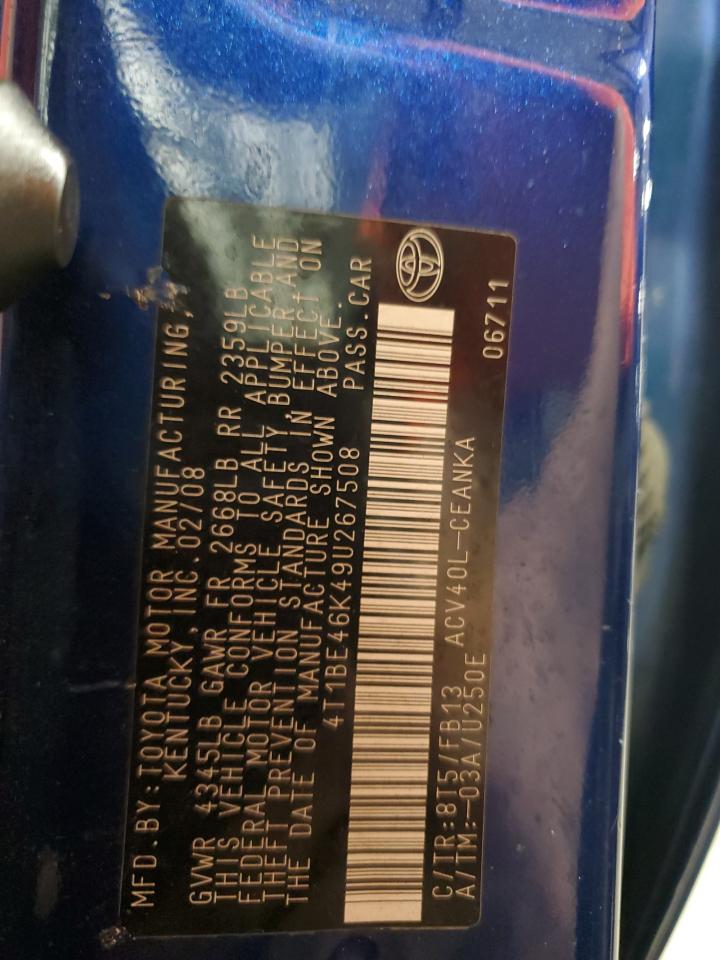 MFD.BY:TOYOTA MOTOR MANUFACTURING,
KENTUCKY, INC.02/08
GVWR 4345LB GAWR FR 2668LB RR 2359LB
THIS VEHICLE CONFORMS TO ALL APPLICABLE
FEDERAL MOTOR VEHICLE SAFETY,BUMPER AND
THEFT PREVENTION STANDARDS IN EFFECT ON
THE DATE OF MANUFACTURE SHOWN ABOVE.
4T1BE46K49U267508 PASS.CAR
C/TR:8T5/FB13 ACV40L-CEANKA
A/TM:-03A/U250E 06711